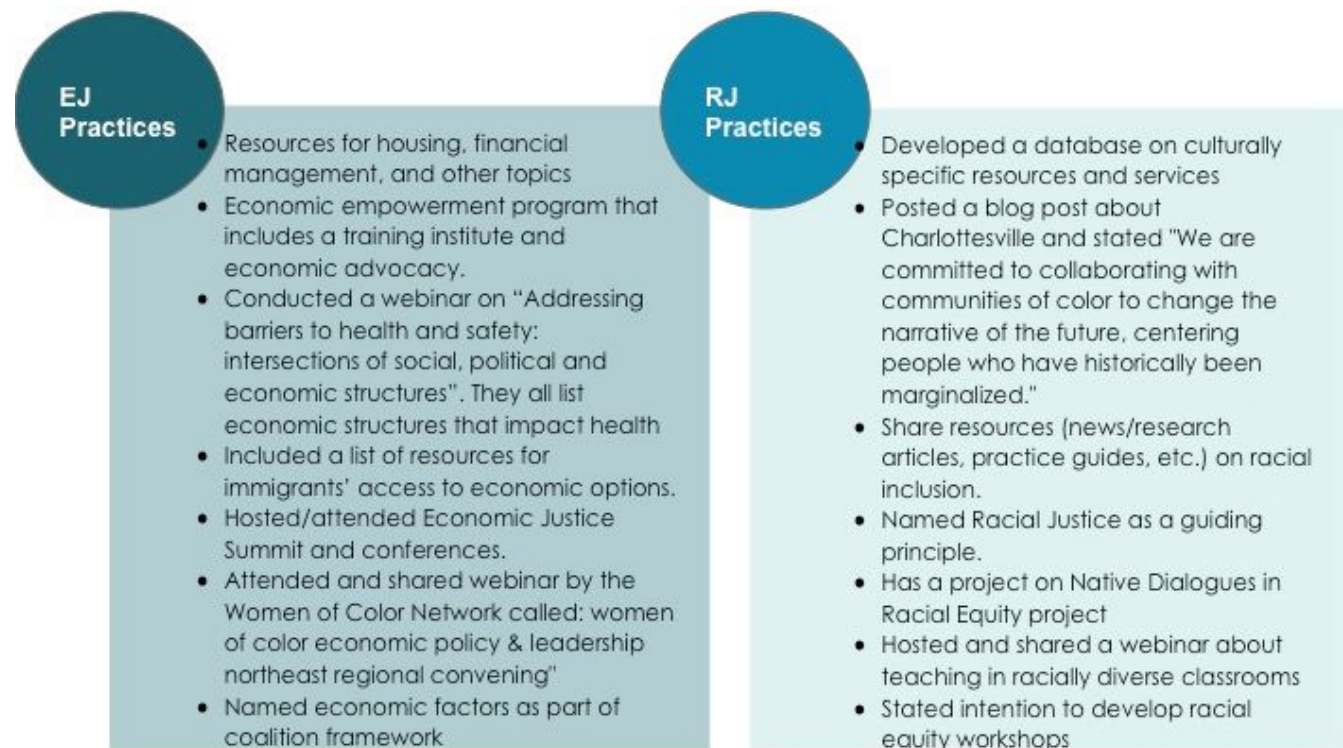 EJ
Practices
• Resources for housing, financial
management, and other topics
• Economic empowerment program that
includes a training institute and
economic advocacy.
• Conducted a webinar on “Addressing
barriers to health and safety:
intersections of social, political and
economic structures”. They all list
economic structures that impact health
• Included a list of resources for
immigrants’ access to economic options.
• Hosted/attended Economic Justice
Summit and conferences.
• Attended and shared webinar by the
Women of Color Network called: women
of color economic policy & leadership
northeast regional convening"
• Named economic factors as part of
coalition framework
RJ
Practices
• Developed a database on culturally
specific resources and services
• Posted a blog post about
Charlottesville and stated "We are
committed to collaborating with
communities of color to change the
narrative of the future, centering
people who have historically been
marginalized."
• Share resources (news/research
articles, practice guides, etc.) on racial
inclusion.
• Named Racial Justice as a guiding
principle.
• Has a project on Native Dialogues in
Racial Equity project
• Hosted and shared a webinar about
teaching in racially diverse classrooms
• Stated intention to develop racial
equity workshops